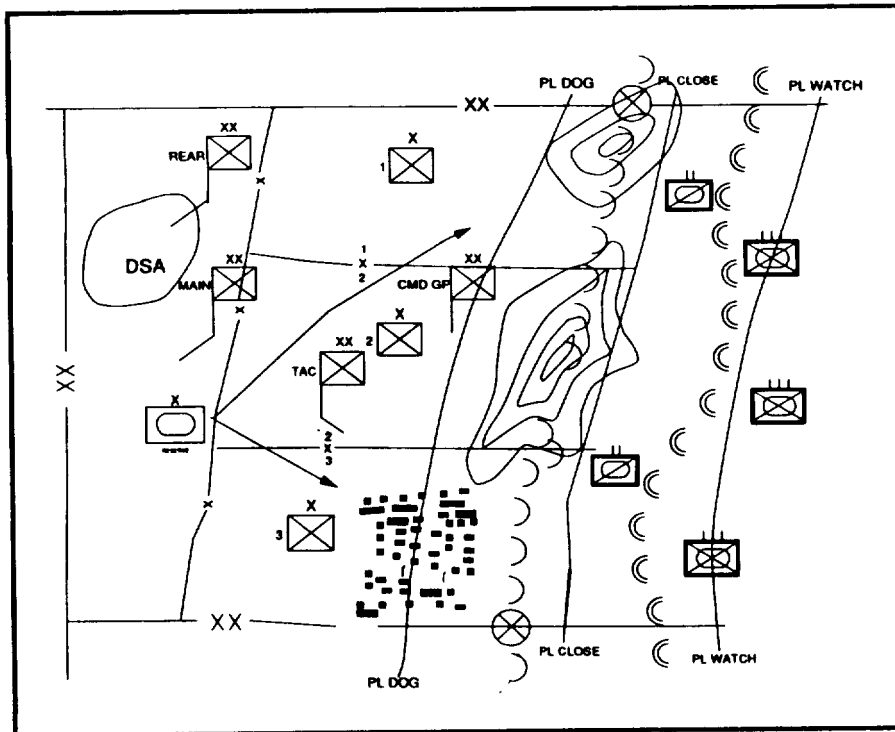 PL DOG
PL CLOSE
PL WATCH
XX
XX
REAR
X
1
X
DSA
XX
MAIN
1
X
2
XX
CMD GP
X
X
2
XX
TAC
XX
X
2
X
3
X
X
3
XX
PL DOG
PL CLOSE
PL WATCH